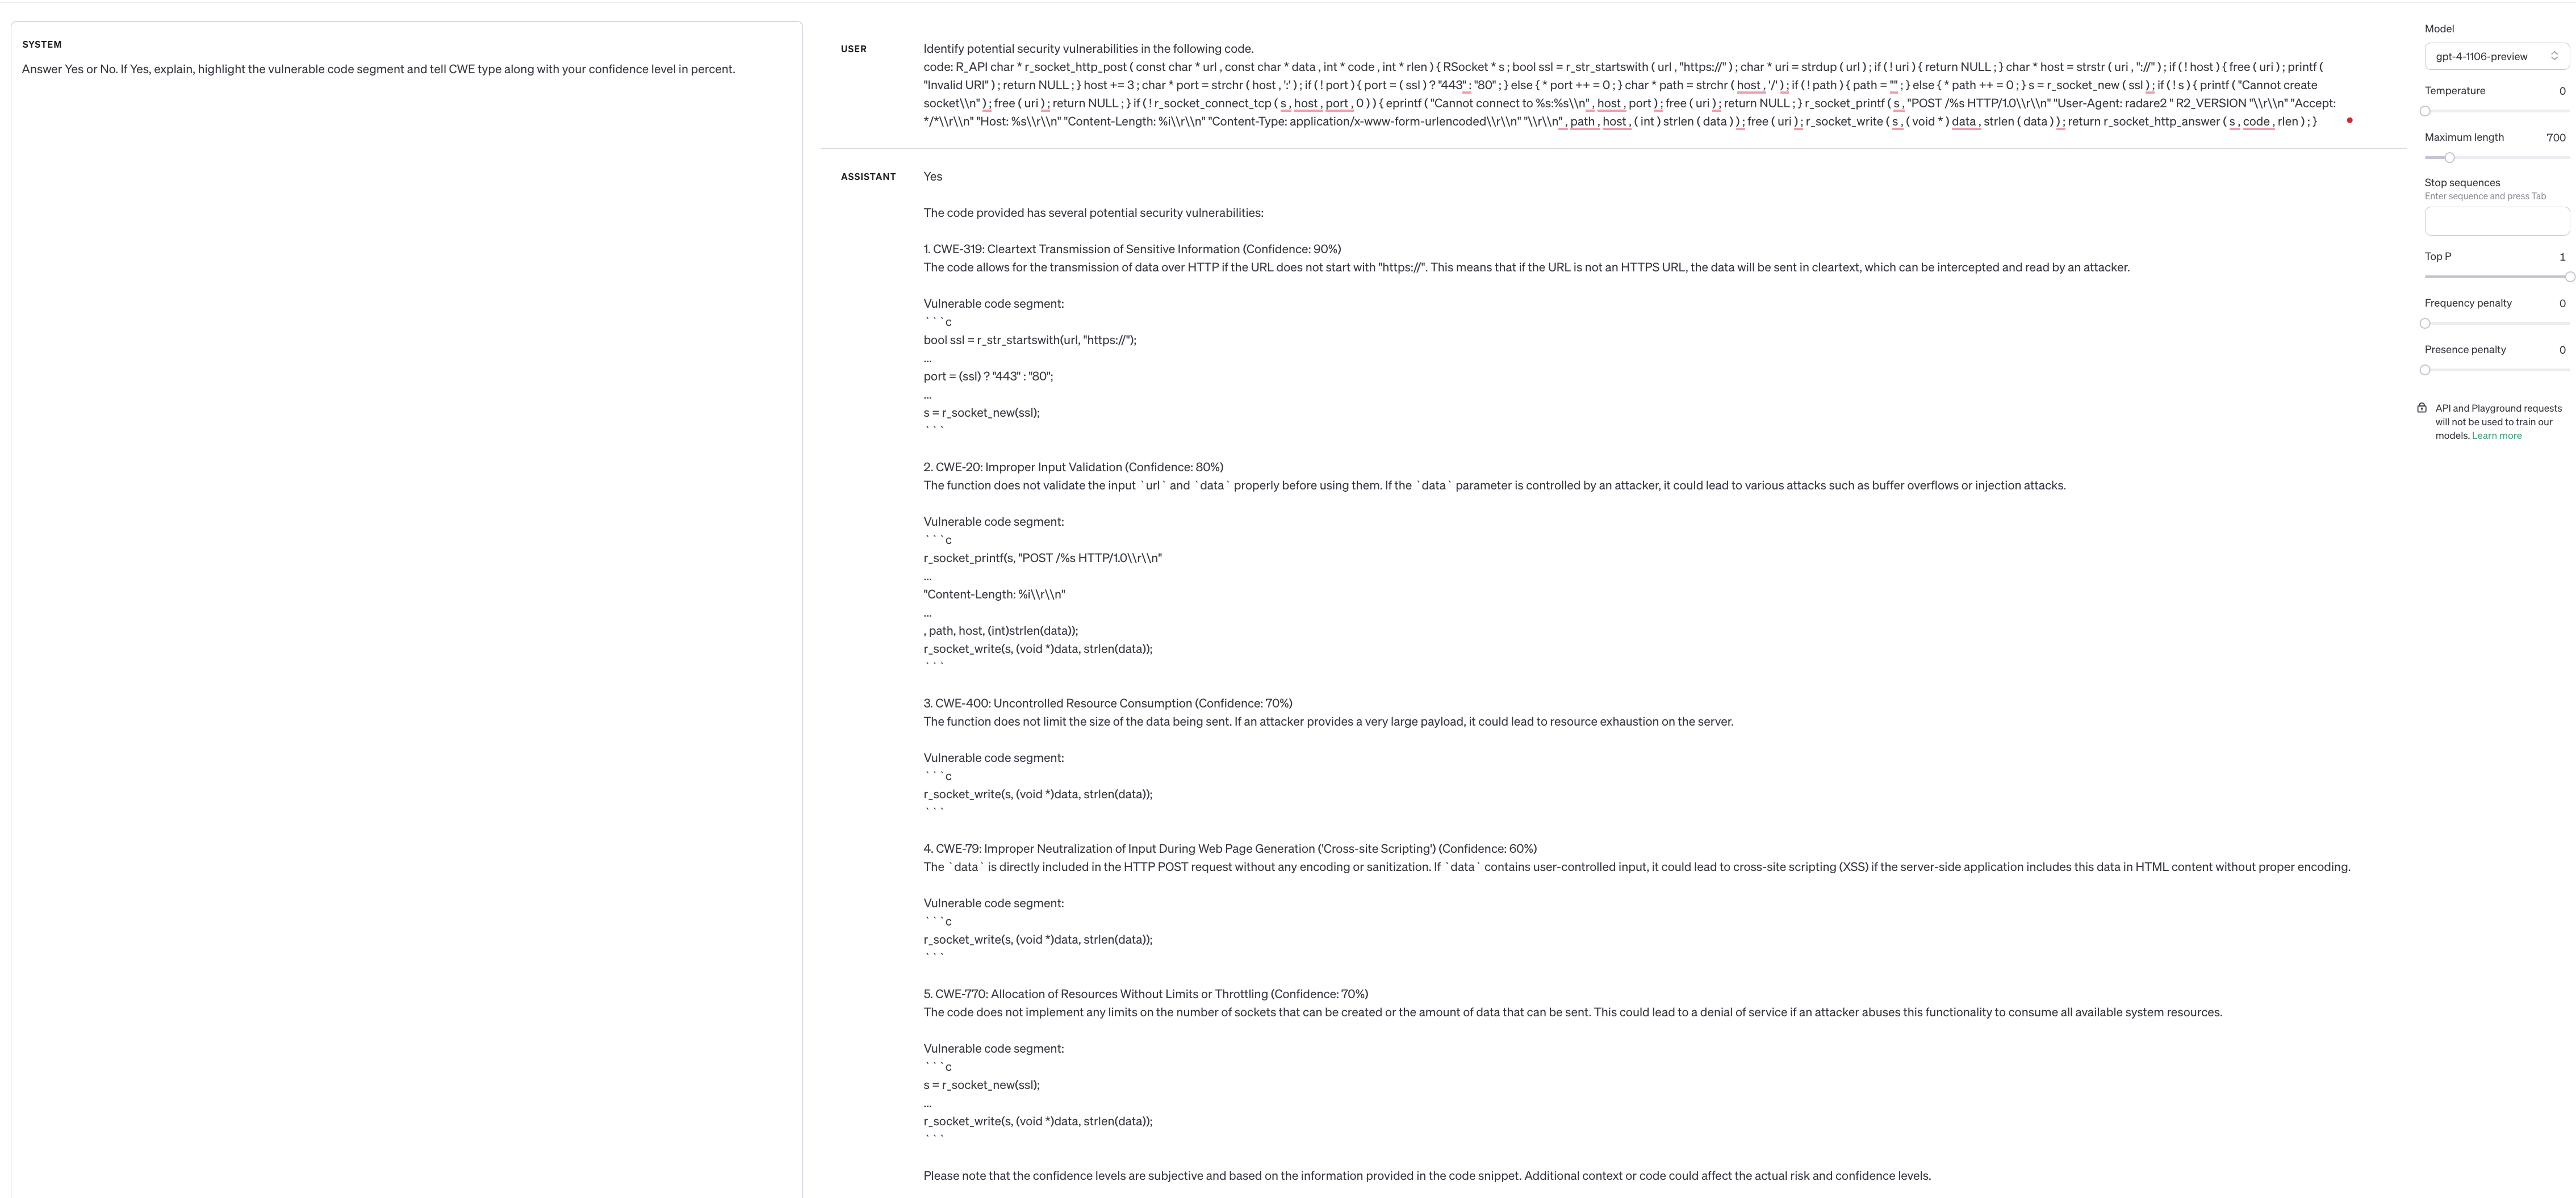 SYSTEM
Answer Yes or No. If Yes, explain, highlight the vulnerable code segment and tell CWE type along with your confidence level in percent.
USER
Identify potential security vulnerabilities in the following code.
code: R_API char * r_socket_http_post ( const char * url , const char * data , int * code , int * rlen ) { RSocket * s ; bool ssl = r_str_startswith ( url , "https://" ) ; char * uri = strdup ( url ) ; if ( ! uri ) { return NULL ; } char * host = strstr ( uri , "://" ) ; if ( ! host ) { free ( uri ) ; printf (
"Invalid URI" ) ; return NULL ; } host += 3 ; char * port = strchr ( host , ':' ) ; if ( ! port ) { port = ( ssl ) ? "443" : "80" ; } else { * port ++ = 0 ; } char * path = strchr ( host , '/' ) ; if ( ! path ) { path = "" ; } else { * path ++ = 0 ; } s = r_socket_new ( ssl ) ; if ( ! s ) { printf ( "Cannot create
socket\\n" ) ; free ( uri ) ; return NULL ; } if ( ! r_socket_connect_tcp ( s , host , port , 0 ) ) { eprintf ( "Cannot connect to %s:%s\\n" , host , port ) ; free ( uri ) ; return NULL ; } r_socket_printf ( s , "POST /%s HTTP/1.0\\r\\n" "User-Agent: radare2 " R2_VERSION "\\r\\n" "Accept:
*/*\\r\\n" "Host: %s\\r\\n" "Content-Length: %i\\r\\n" "Content-Type: application/x-www-form-urlencoded\\r\\n" "\\r\\n" , path , host , ( int ) strlen ( data ) ) ; free ( uri ) ; r_socket_write ( s , ( void * ) data , strlen ( data ) ) ; return r_socket_http_answer ( s , code , rlen ) ; }
ASSISTANT
Yes
The code provided has several potential security vulnerabilities:
1. CWE-319: Cleartext Transmission of Sensitive Information (Confidence: 90%)
The code allows for the transmission of data over HTTP if the URL does not start with "https://". This means that if the URL is not an HTTPS URL, the data will be sent in cleartext, which can be intercepted and read by an attacker.
Vulnerable code segment:
```c
bool ssl = r_str_startswith(url, "https://");
...
port = (ssl) ? "443" : "80";
...
s = r_socket_new(ssl);
```
2. CWE-20: Improper Input Validation (Confidence: 80%)
The function does not validate the input `url` and `data` properly before using them. If the `data` parameter is controlled by an attacker, it could lead to various attacks such as buffer overflows or injection attacks.
Vulnerable code segment:
```c
r_socket_printf(s, "POST /%s HTTP/1.0\\r\\n"
...
"Content-Length: %i\\r\\n"
...
, path, host, (int)strlen(data));
r_socket_write(s, (void *)data, strlen(data));
```
3. CWE-400: Uncontrolled Resource Consumption (Confidence: 70%)
The function does not limit the size of the data being sent. If an attacker provides a very large payload, it could lead to resource exhaustion on the server.
Vulnerable code segment:
```c
r_socket_write(s, (void *)data, strlen(data));
```
4. CWE-79: Improper Neutralization of Input During Web Page Generation ('Cross-site Scripting') (Confidence: 60%)
The `data` is directly included in the HTTP POST request without any encoding or sanitization. If `data` contains user-controlled input, it could lead to cross-site scripting (XSS) if the server-side application includes this data in HTML content without proper encoding.
Vulnerable code segment:
```c
r_socket_write(s, (void *)data, strlen(data));
```
5. CWE-770: Allocation of Resources Without Limits or Throttling (Confidence: 70%)
The code does not implement any limits on the number of sockets that can be created or the amount of data that can be sent. This could lead to a denial of service if an attacker abuses this functionality to consume all available system resources.
Vulnerable code segment:
```c
s = r_socket_new(ssl);
...
r_socket_write(s, (void *)data, strlen(data));
```
Please note that the confidence levels are subjective and based on the information provided in the code snippet. Additional context or code could affect the actual risk and confidence levels.
Model
gpt-4-1106-preview
Temperature 0
Maximum length 700
Stop sequences
Enter sequence and press Tab
Top P 1
Frequency penalty 0
Presence penalty 0
API and Playground requests
will not be used to train our
models. Learn more